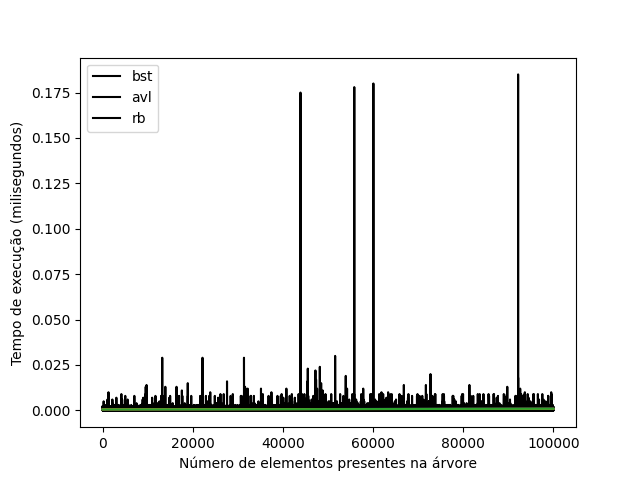 bst
avl
rb
0.175
0.150
0.125
0.100
0.075
0.050
0.025
0.000
Tempo de execução (milisegundos)
0 20000 40000 60000 80000 100000
Número de elementos presentes na árvore